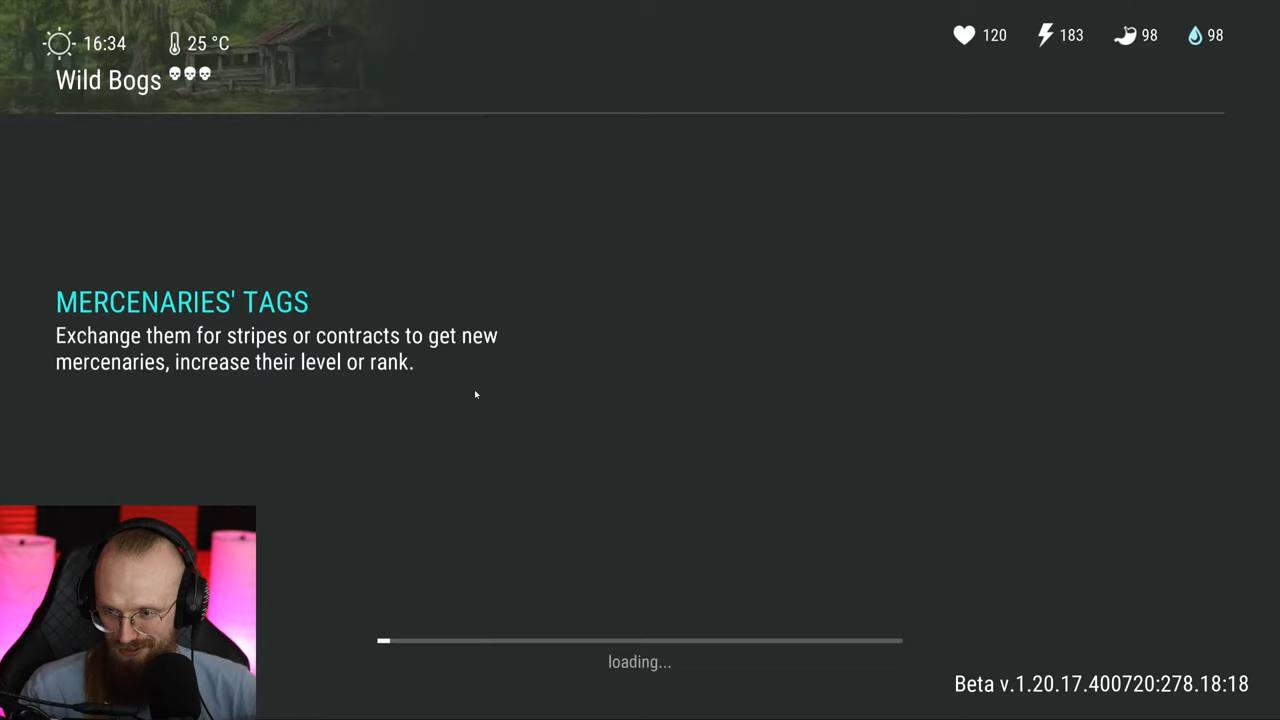 16:34 25 °C
120 183 98 98
Wild Bogs
MERCENARIES' TAGS
Exchange them for stripes or contracts to get new
mercenaries, increase their level or rank.
loading...
Beta v.1.20.17.400720:278.18:18